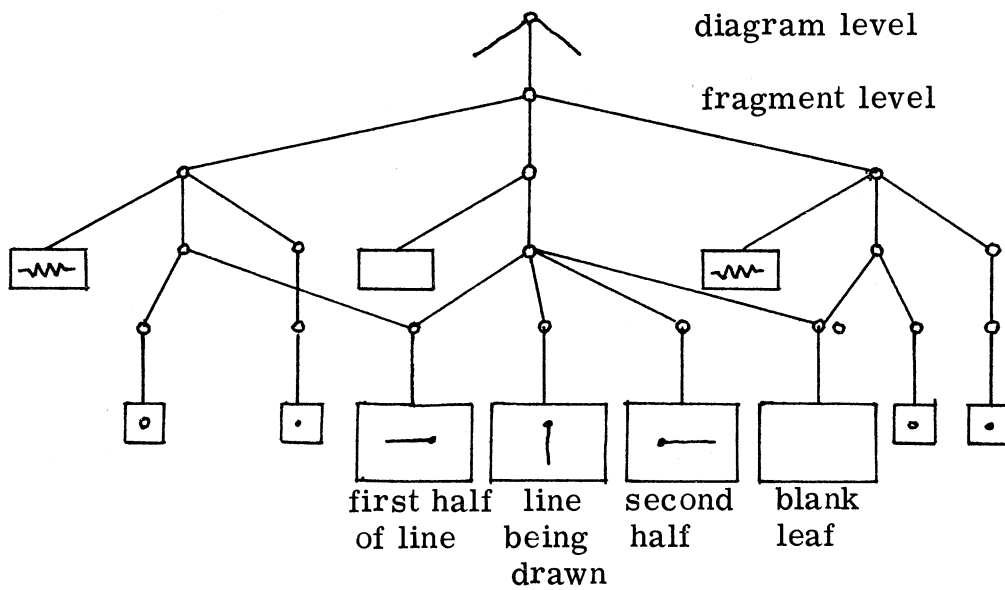 diagram level
fragment level
first half
of line
line
being
drawn
second
half
blank
leaf